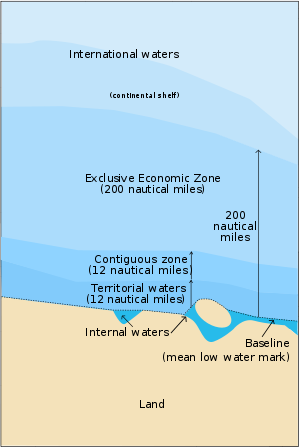 International waters
(continental shelf)
Exclusive Economic Zone
(200 nautical miles)
200
nautical
miles
Contiguous zone
(12 nautical miles)
Territorial waters
(12 nautical miles)
Internal waters
Baseline
(mean low water mark)
Land